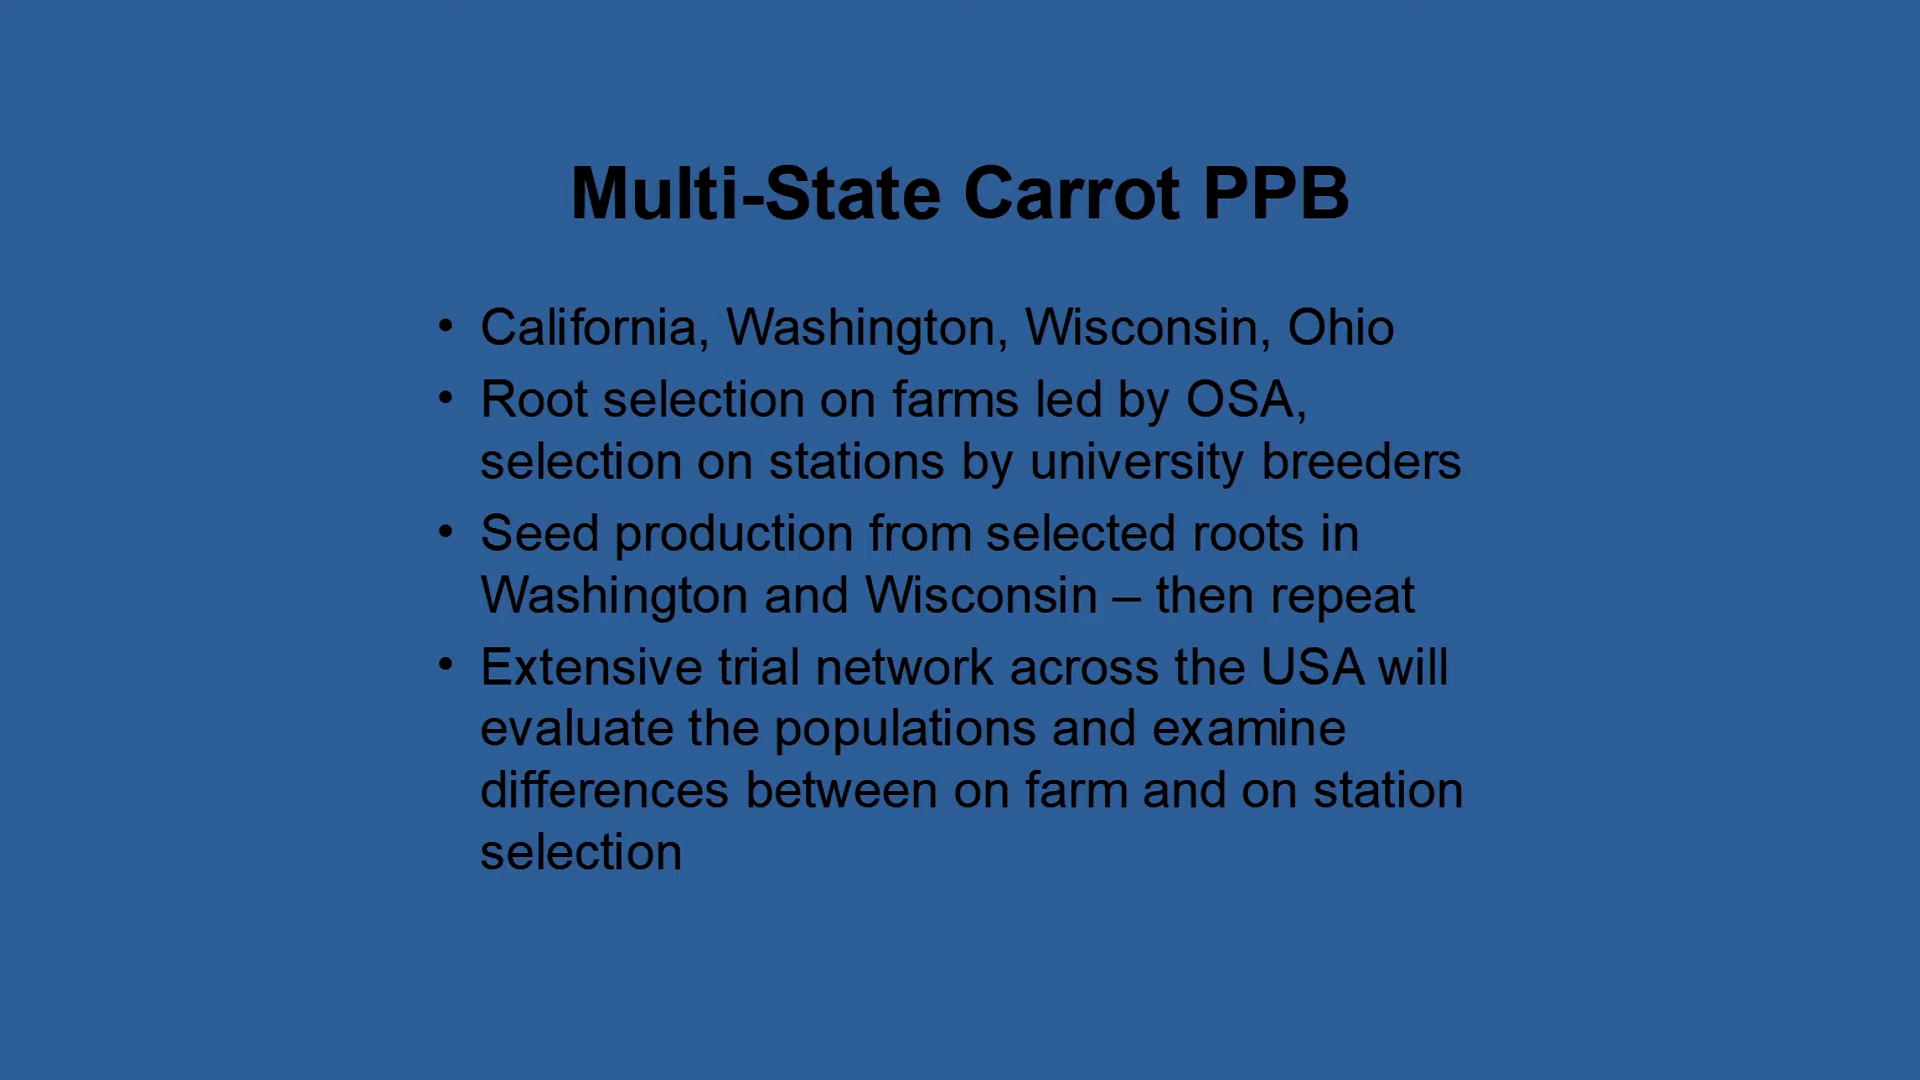 Multi-State Carrot PPB
• California, Washington, Wisconsin, Ohio
• Root selection on farms led by OSA,
selection on stations by university breeders
• Seed production from selected roots in
Washington and Wisconsin – then repeat
• Extensive trial network across the USA will
evaluate the populations and examine
differences between on farm and on station
selection